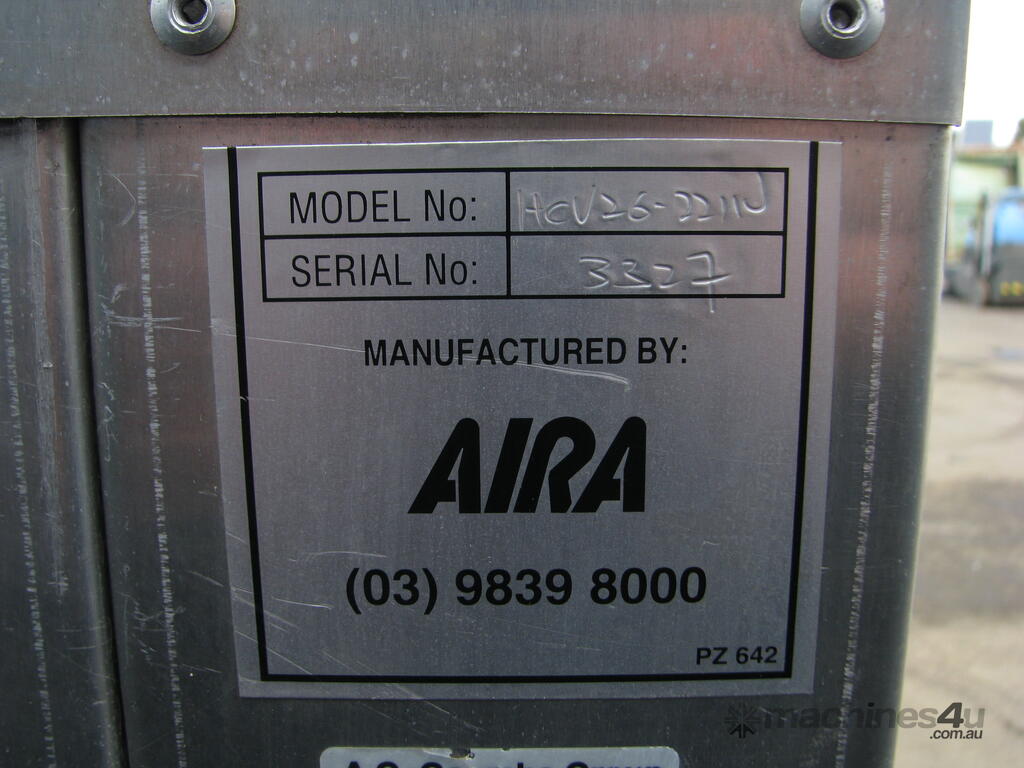 MODEL No: HCV26-2211J
SERIAL No: 3327
MANUFACTURED BY:
AIRA
(03) 9839 8000
PZ 642
machines4u
.com.au